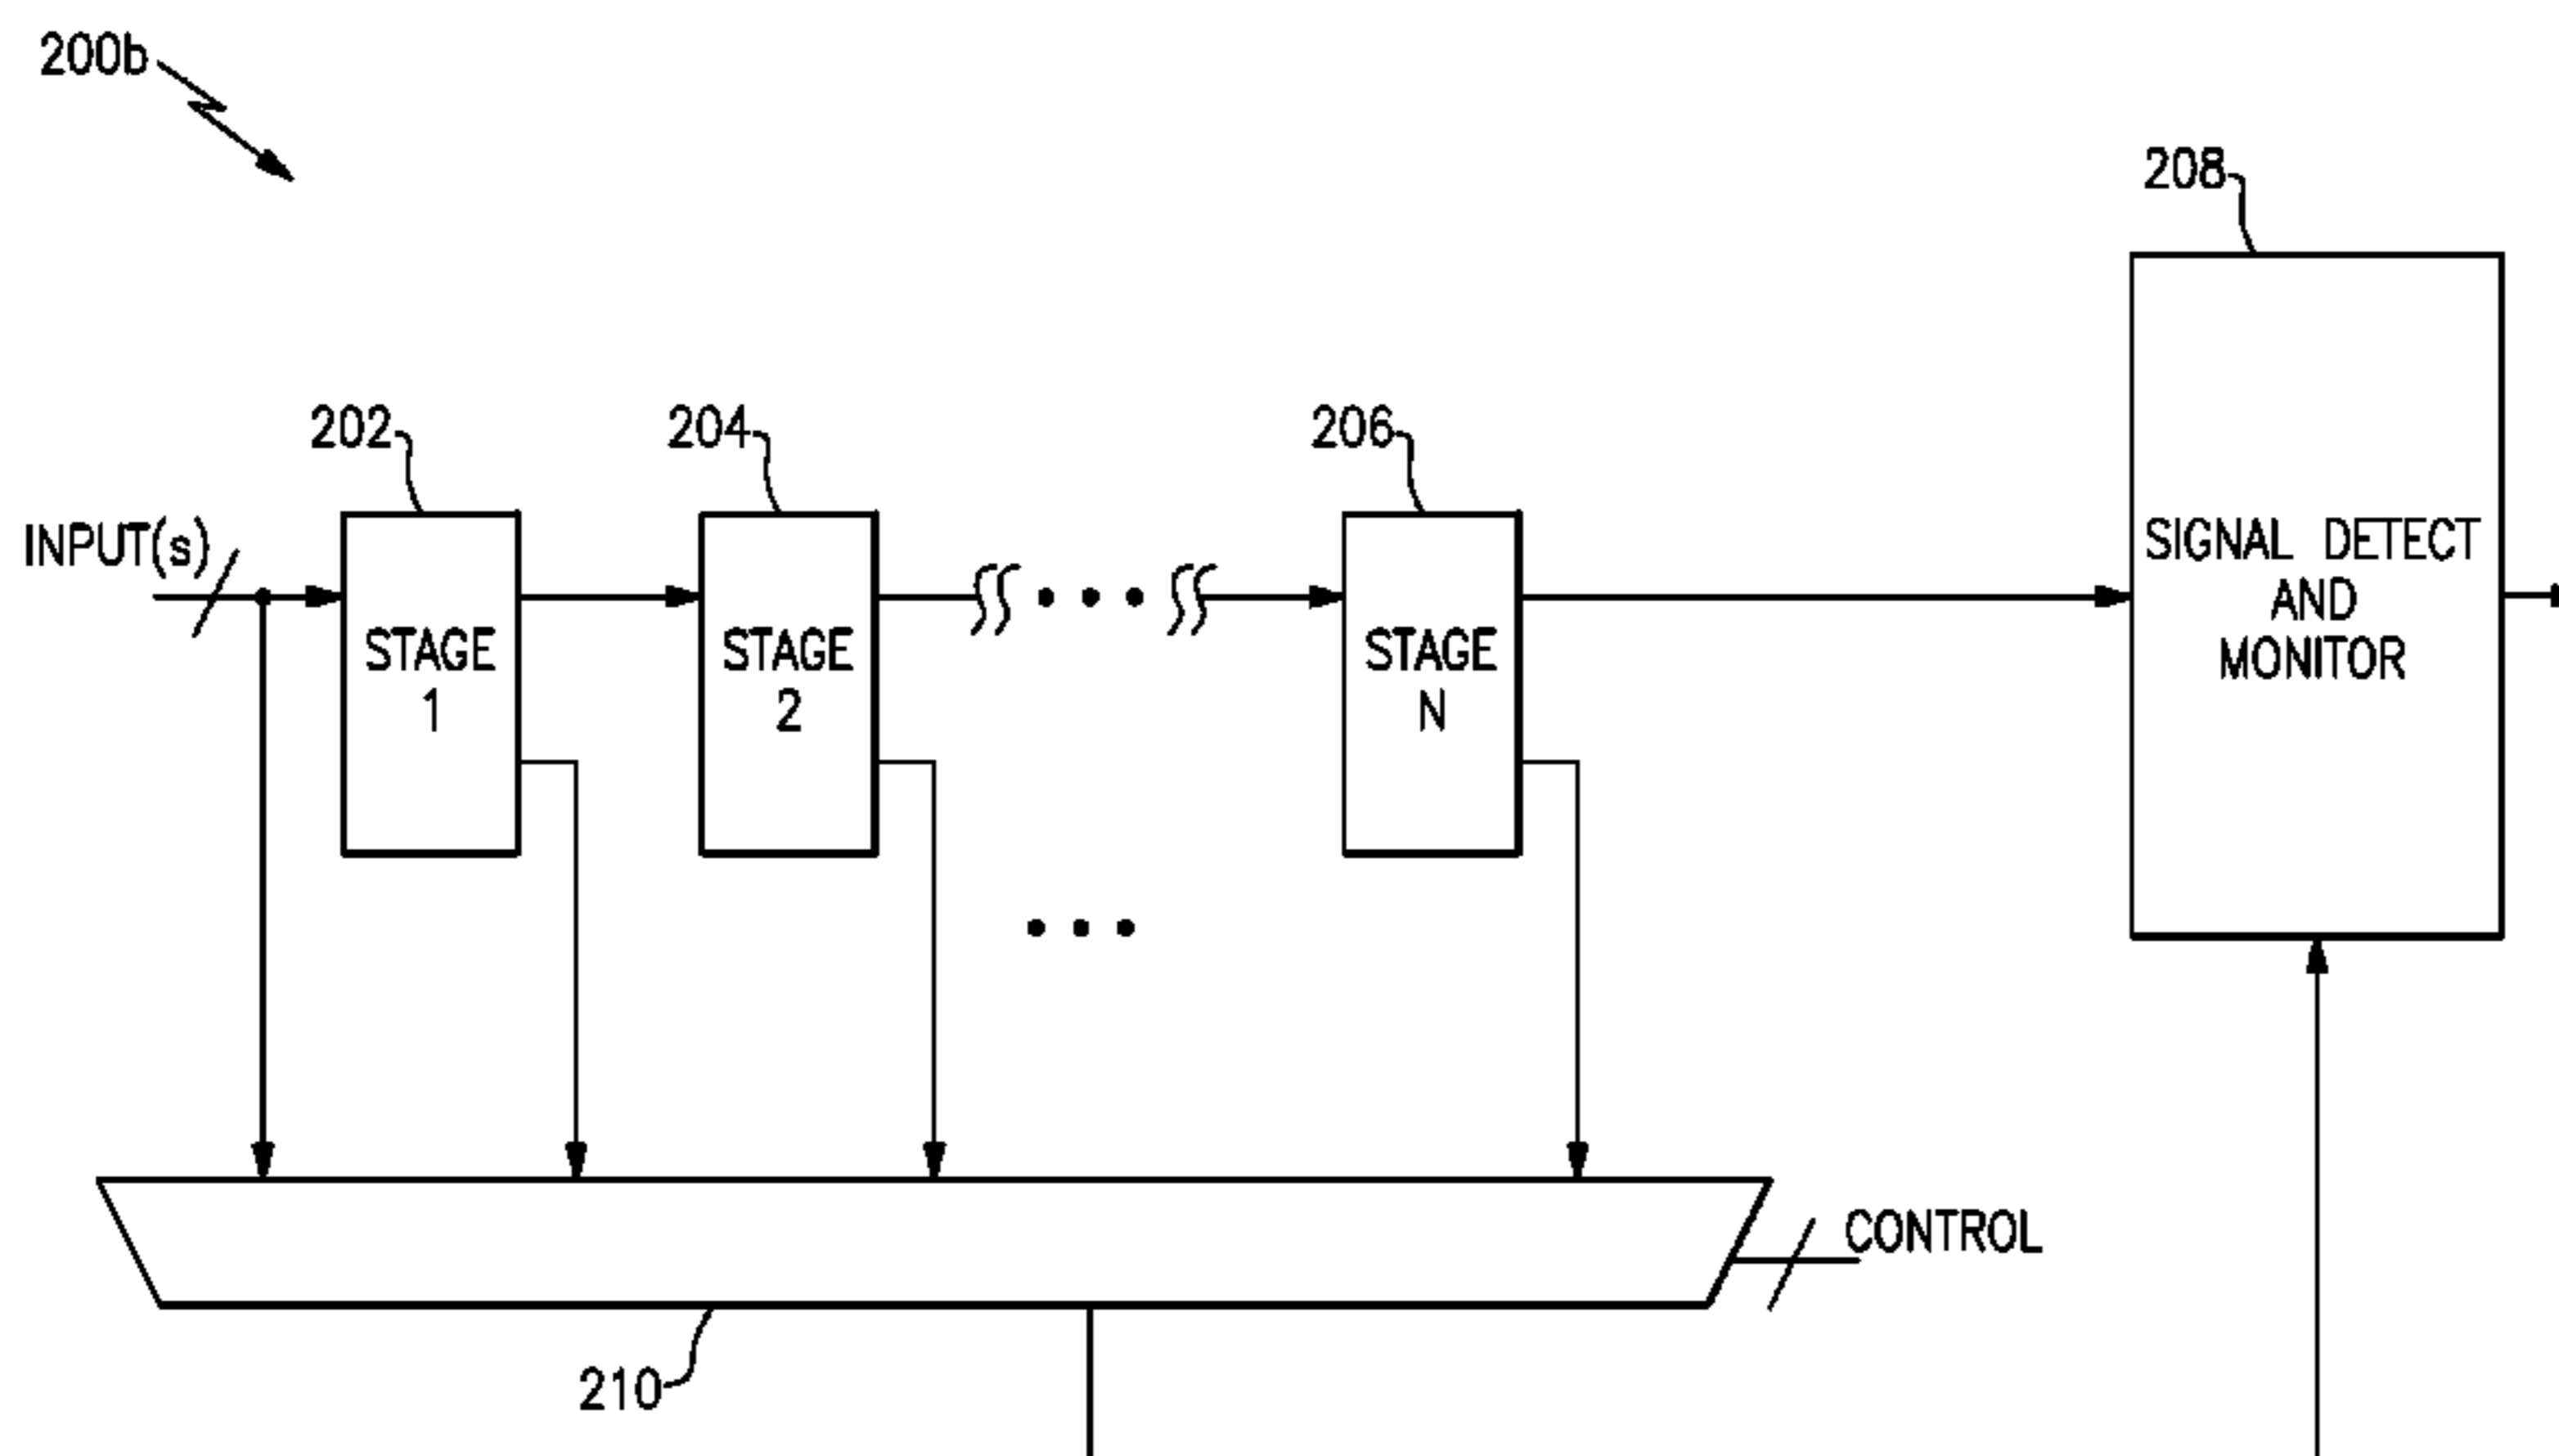 200b
208
202
204
206
INPUT(s)
STAGE
1
STAGE
2
STAGE
N
SIGNAL DETECT
AND
MONITOR
CONTROL
210